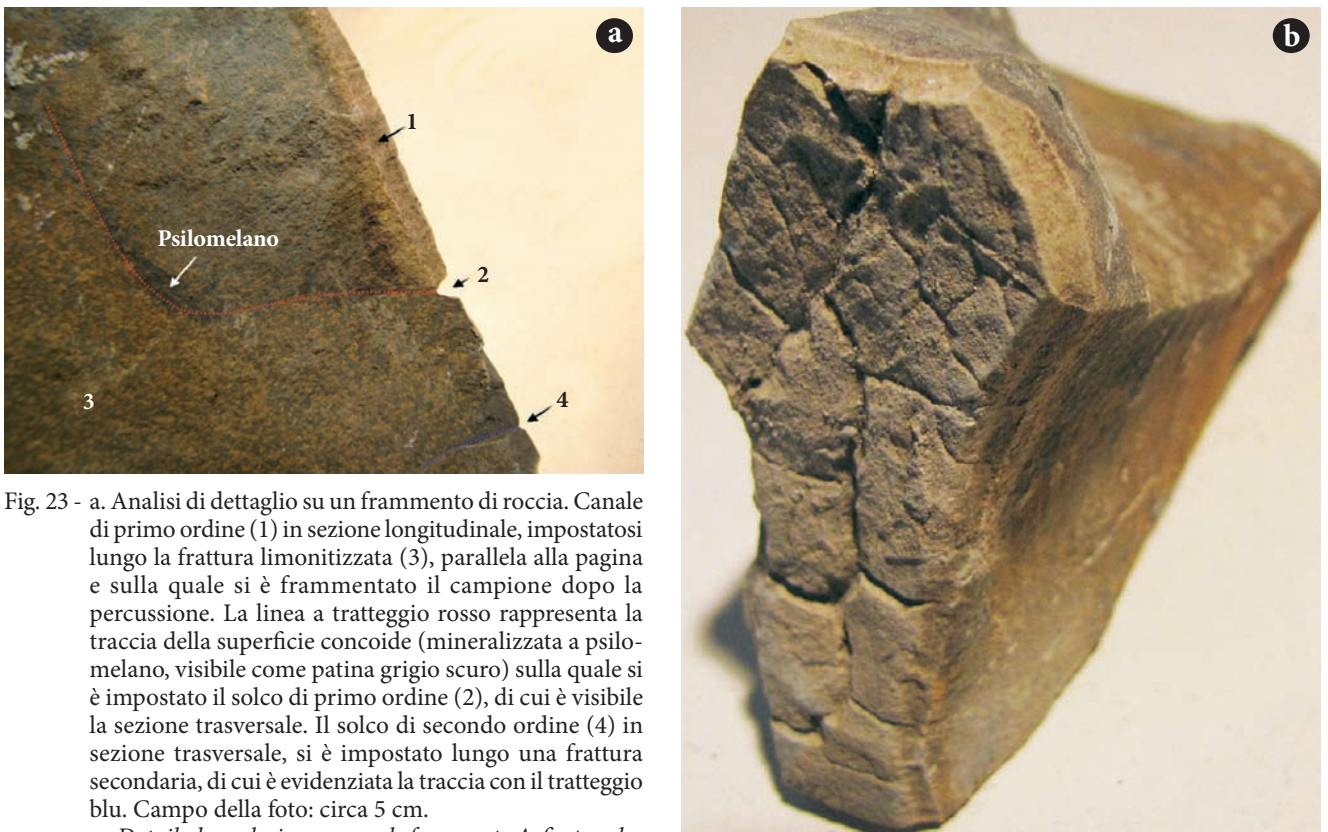 a
1
Psilomelano
2
3
4
b
Fig. 23 - a. Analisi di dettaglio su un frammento di roccia. Canale
di primo ordine (1) in sezione longitudinale, impostatosi
lungo la frattura limonitizzata (3), parallela alla pagina
e sulla quale si è frammentato il campione dopo la
percussione. La linea a tratteggio rosso rappresenta la
traccia della superficie concoide (mineralizzata a psilo-
melano, visibile come patina grigio scuro) sulla quale si
è impostato il solco di primo ordine (2), di cui è visibile
la sezione trasversale. Il solco di secondo ordine (4) in
sezione trasversale, si è impostato lungo una frattura
secondaria, di cui è evidenziata la traccia con il tratteggio
blu. Campo della foto: circa 5 cm.